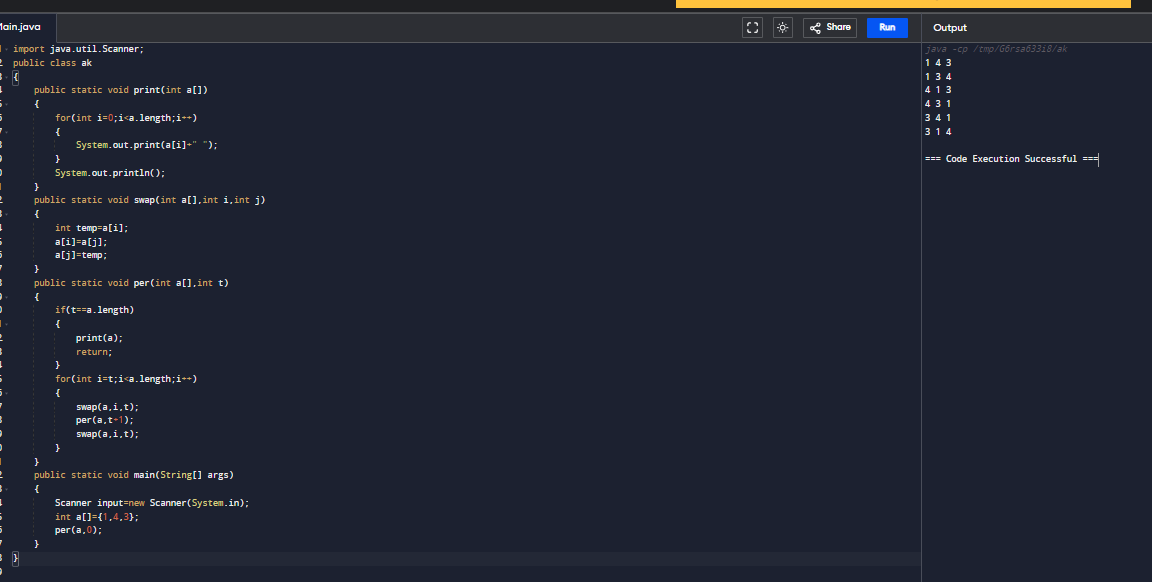 Main.java
Share
Run
Output
import java.util.Scanner;
public class ak
{
public static void print(int a[])
{
for(int i=0;i<a.length;i++)
{
System.out.print(a[i]+" ");
}
System.out.println();
}
public static void swap(int a[],int i,int j)
{
int temp=a[i];
a[i]=a[j];
a[j]=temp;
}
public static void per(int a[],int t)
{
if(t==a.length)
{
print(a);
return;
}
for(int i=t;i<a.length;i++)
{
swap(a,i,t);
per(a,t+1);
swap(a,i,t);
}
}
public static void main(String[] args)
{
Scanner input=new Scanner(System.in);
int a[]={1,4,3};
per(a,0);
}
}
java -cp /tmp/G6rsa633i8/ak
1 4 3
1 3 4
4 1 3
4 3 1
3 4 1
3 1 4
=== Code Execution Successful ===